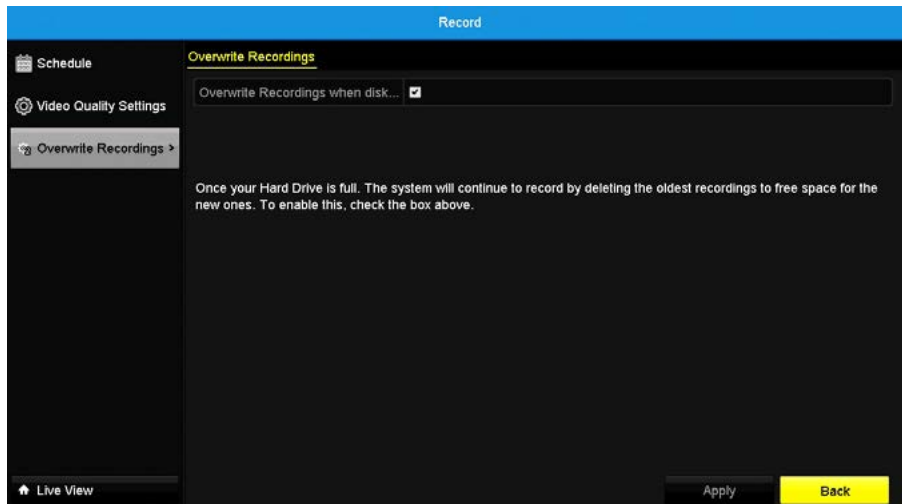 Record
Schedule
Video Quality Settings
Overwrite Recordings >
Overwrite Recordings
Overwrite Recordings when disk...
Once your Hard Drive is full. The system will continue to record by deleting the oldest recordings to free space for the
new ones. To enable this, check the box above.
Live View
Apply
Back